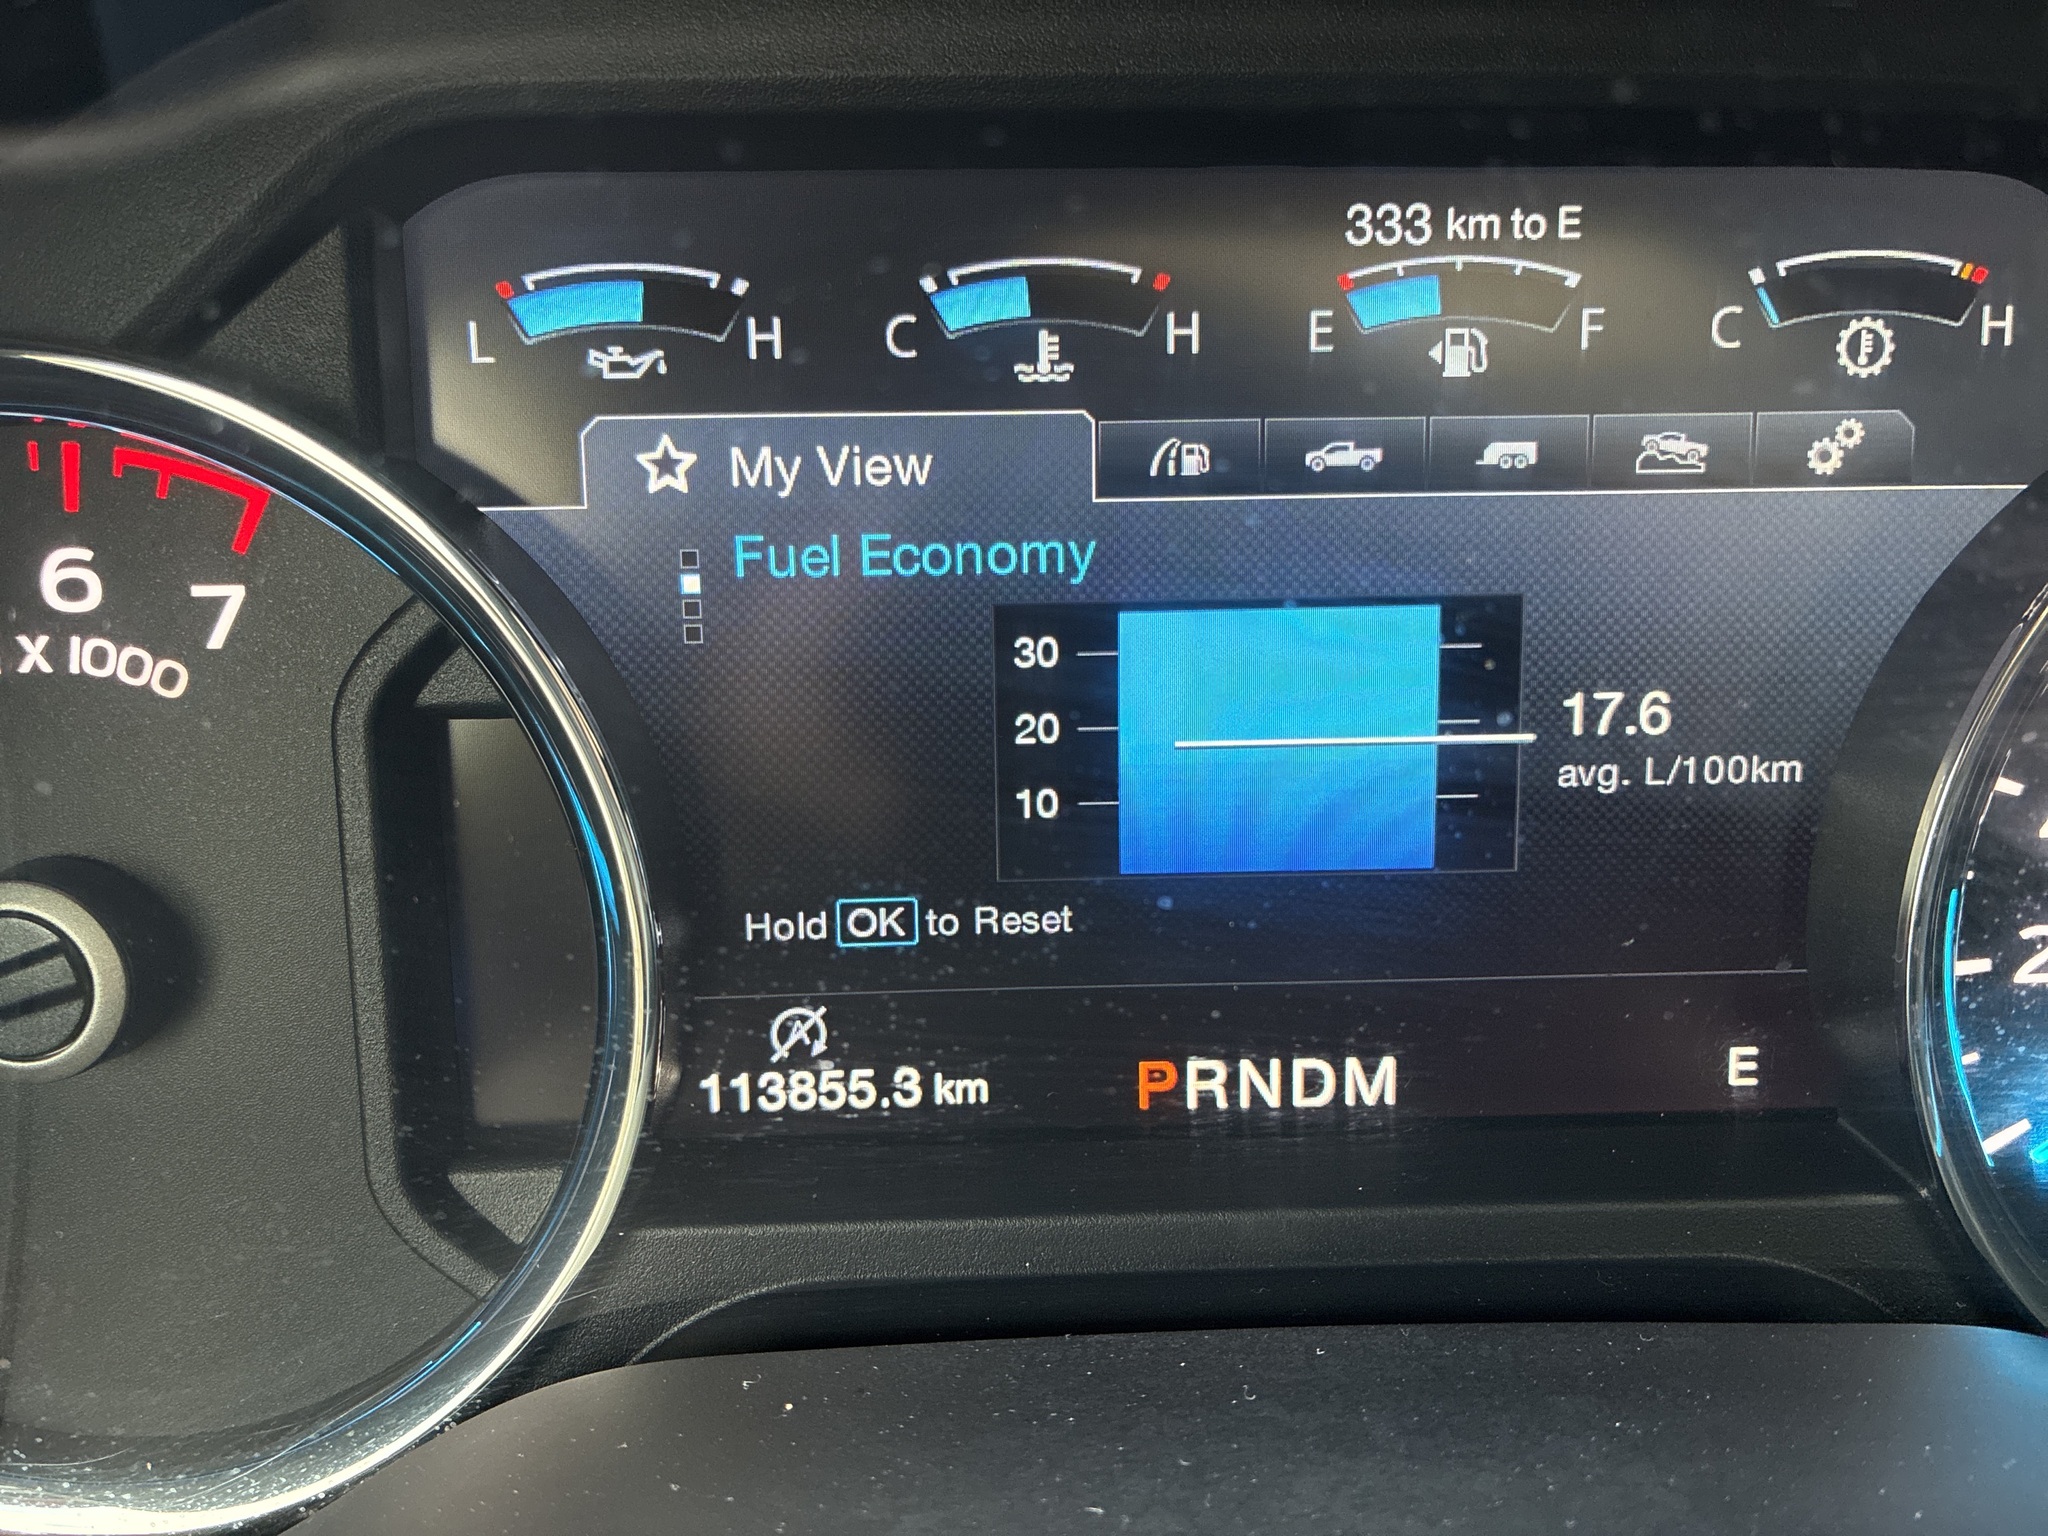 333 km to E
L H C H E F C H
My View
Fuel Economy
30
20
10
17.6
avg. L/100km
Hold OK to Reset
113855.3 km
PRNDM
E
6
7
X 1000